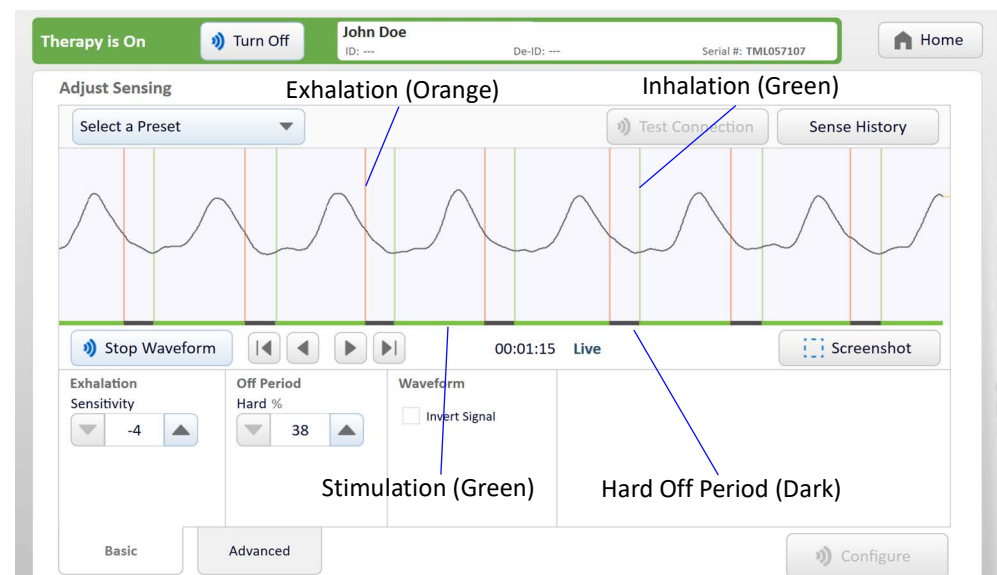 Therapy is On
Turn Off
John Doe
ID: ---
De-ID: ---
Serial #: TML057107
Home
Adjust Sensing
Exhalation (Orange)
Inhalation (Green)
Select a Preset
Test Connection
Sense History
Stop Waveform
00:01:15 Live
Screenshot
Exhalation
Sensitivity
-4
Off Period
Hard %
38
Waveform
Invert Signal
Stimulation (Green)
Hard Off Period (Dark)
Basic
Advanced
Configure